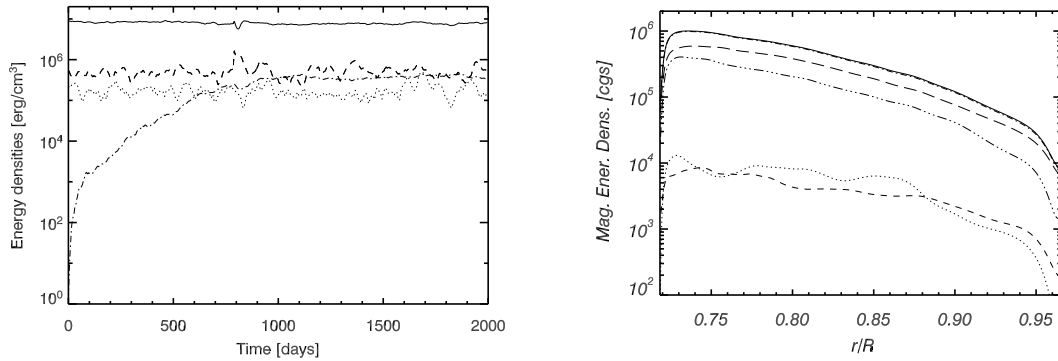 Energy densities [erg/cm³]
10⁶
10⁴
10²
10⁰
0 500 1000 1500 2000
Time [days]
Mag. Ener. Dens. [cgs]
10⁶
10⁵
10⁴
10³
10²
0.75 0.80 0.85 0.90 0.95
r/R